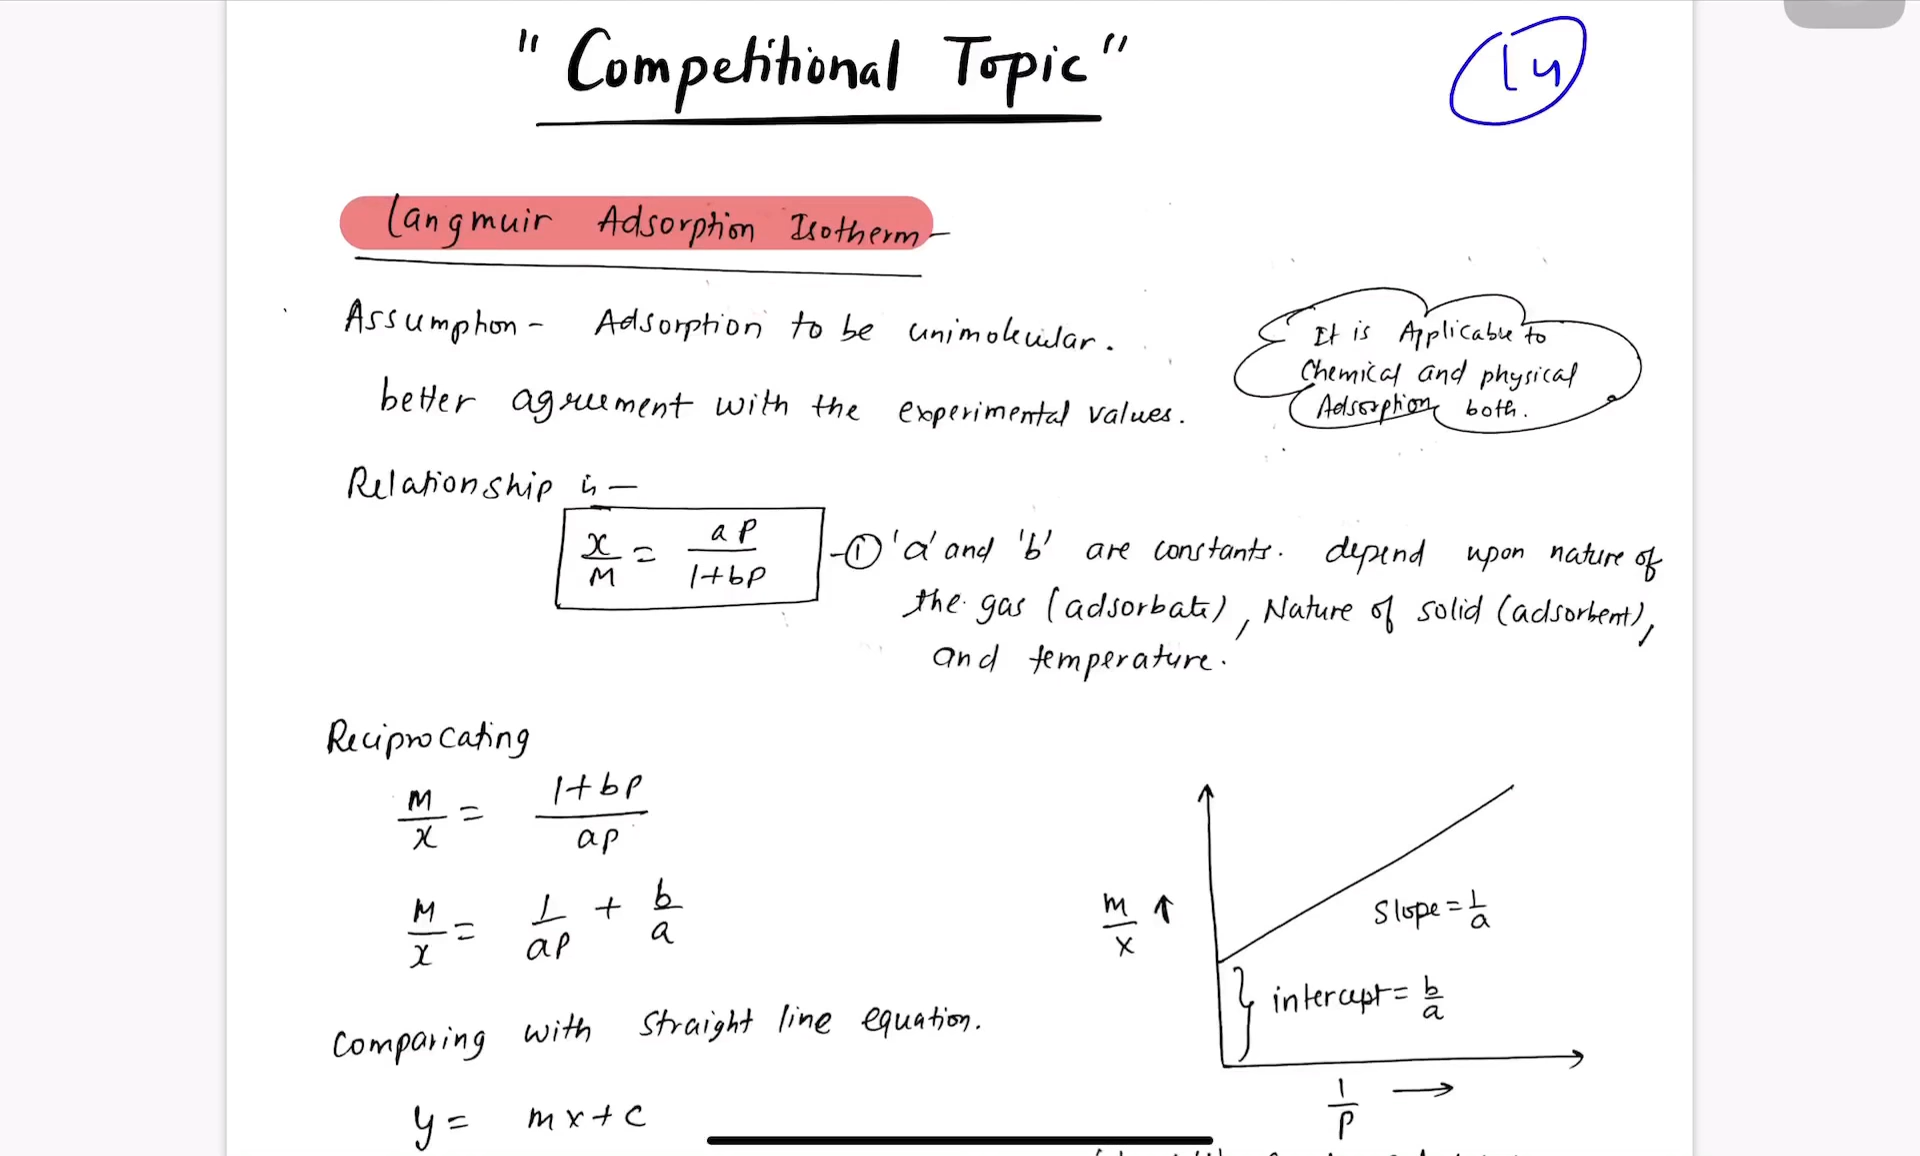 "Competitional Topic"
14
Langmuir Adsorption Isotherm-
Assumption- Adsorption to be unimolecular.
better agreement with the experimental values.
It is Applicable to
Chemical and physical
Adsorption both.
Relationship is —
x/M = aP/1+bP -① 'a' and 'b' are constants. depend upon nature of
the gas (adsorbate), Nature of solid (adsorbent),
and temperature.
Reciprocating
M/x = 1+bP/aP
M/x = 1/aP + b/a
m/x ↑
Slope = 1/a
intercept = b/a
1/P →
Comparing with straight line equation.
y = mx+c